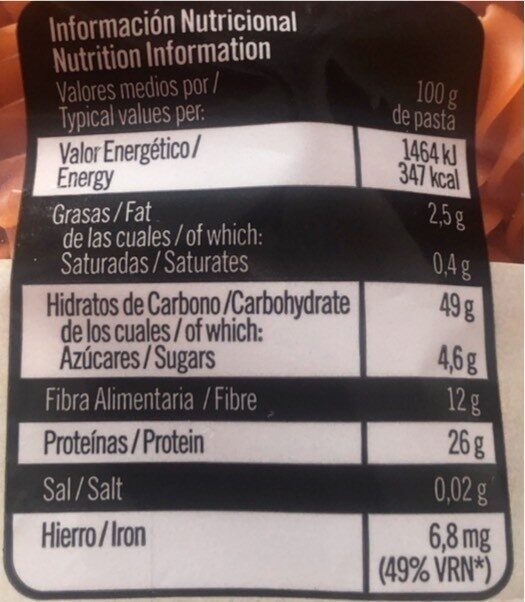 Información Nutricional
Nutrition Information
Valores medios por / 100 g
Typical values per: de pasta
Valor Energético / 1464 kJ
Energy 347 kcal
Grasas / Fat 2,5 g
de las cuales / of which:
Saturadas / Saturates 0,4 g
Hidratos de Carbono / Carbohydrate 49 g
de los cuales / of which:
Azúcares / Sugars 4,6 g
Fibra Alimentaria / Fibre 12 g
Proteínas / Protein 26 g
Sal / Salt 0,02 g
Hierro / Iron 6,8 mg
(49% VRN*)